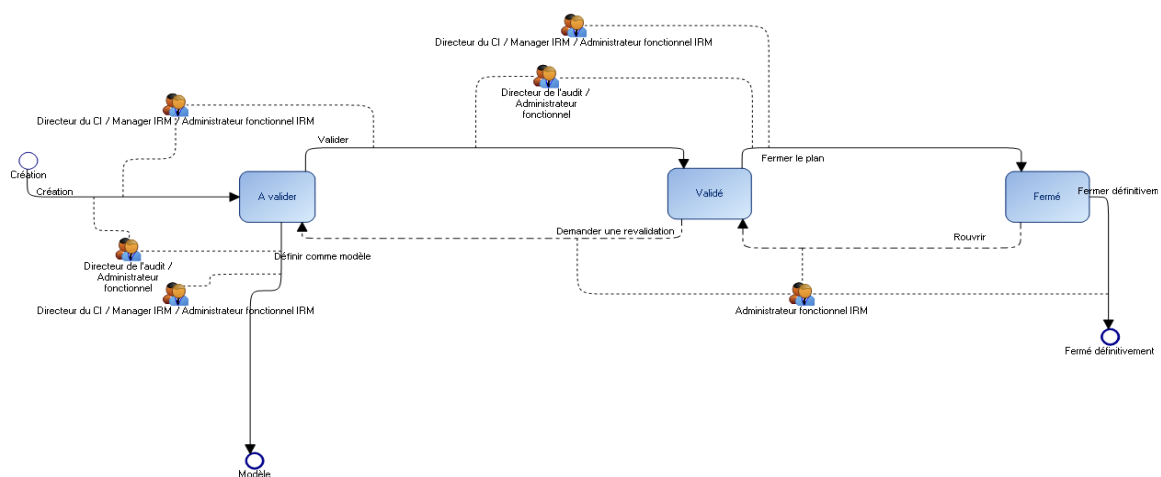 Directeur du CI / Manager IRM / Administrateur fonctionnel IRM
Directeur de l'audit /
Administrateur
fonctionnel
Directeur du CI / Manager IRM / Administrateur fonctionnel IRM
Valider
Fermer le plan
Création
Création
A valider
Validé
Fermé
Fermer définitivem
Demander une revalidation
Rouvrir
Définir comme modèle
Directeur de l'audit /
Administrateur
fonctionnel
Directeur du CI / Manager IRM / Administrateur fonctionnel IRM
Administrateur fonctionnel IRM
Fermé définitivement
Modèle